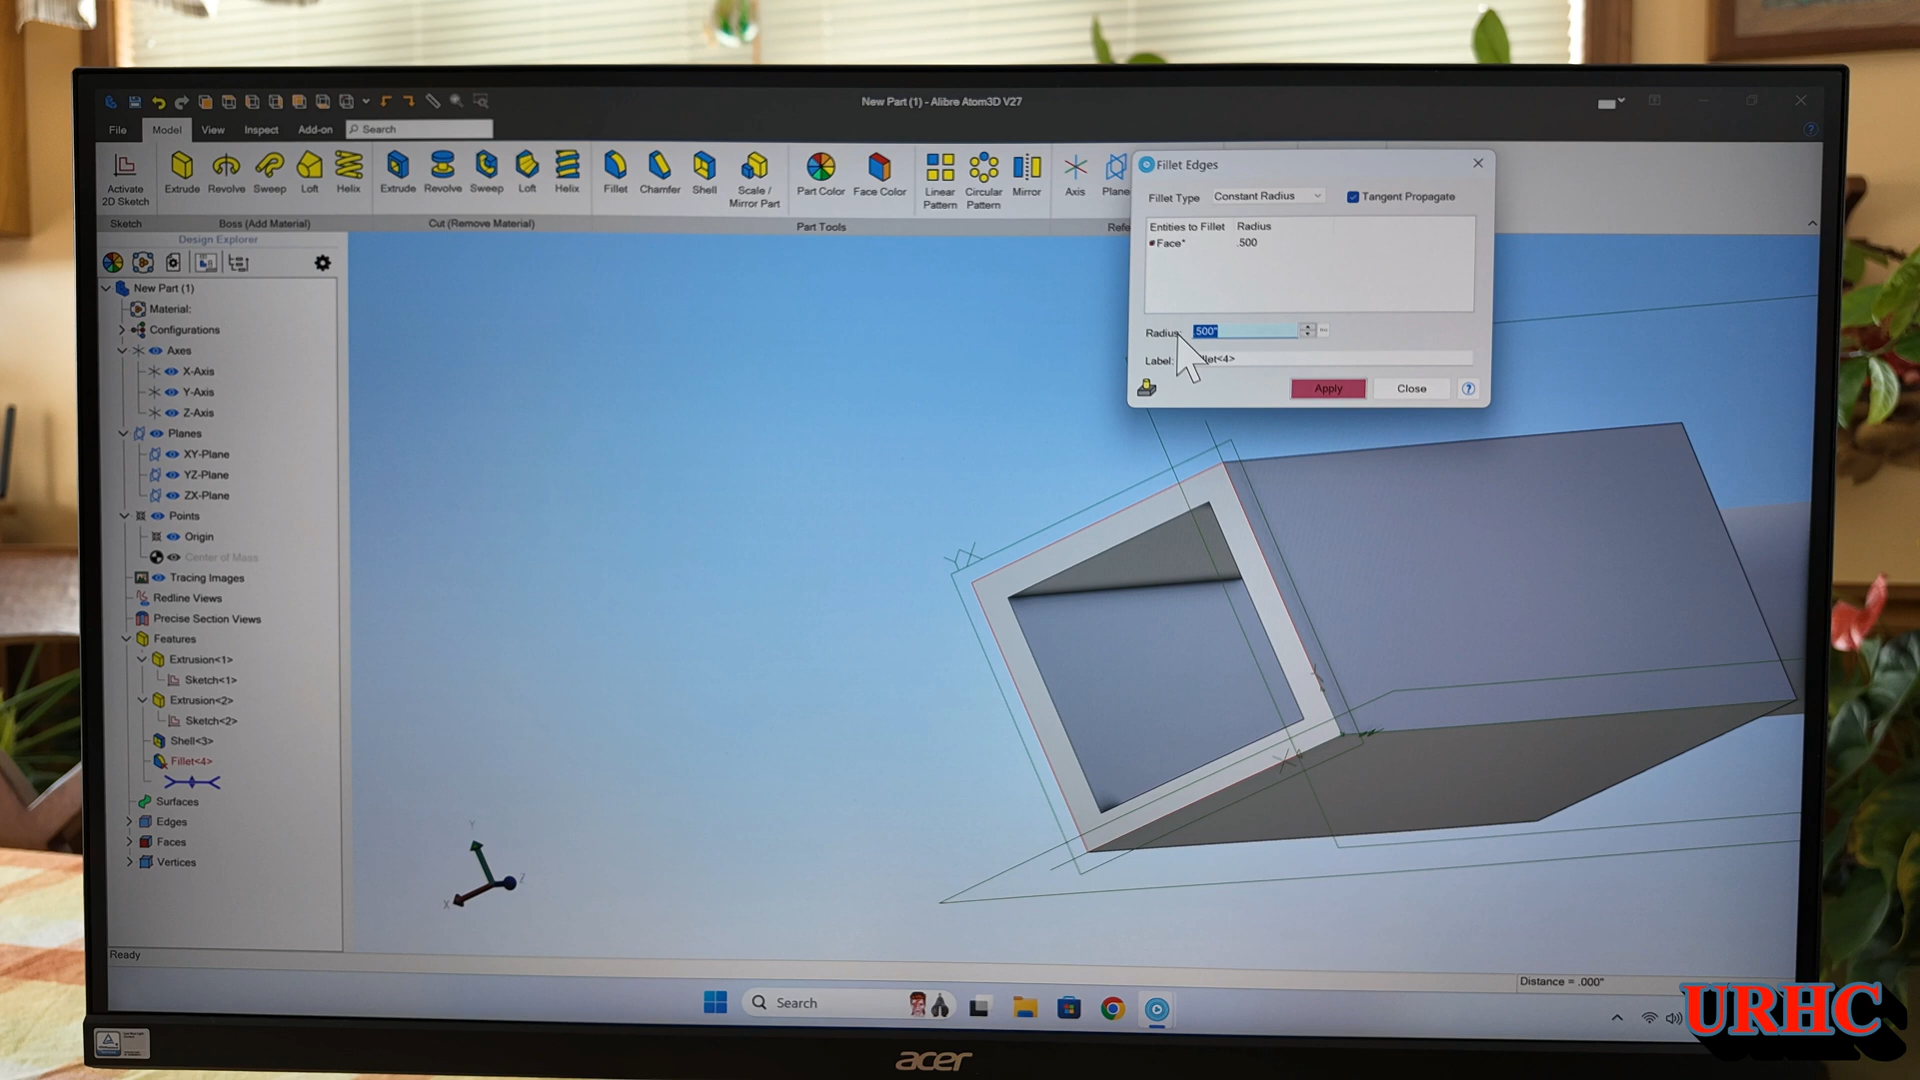 New Part (1) - Alibre Atom3D V27
File Model View Inspect Add-on Search
Activate 2D Sketch
Extrude Revolve Sweep Loft Helix
Extrude Revolve Sweep Loft Helix
Fillet Chamfer Shell Scale / Mirror Part
Part Color Face Color
Linear Pattern Circular Pattern Mirror
Axis Plane
Sketch Boss (Add Material) Cut (Remove Material) Part Tools Refe
Fillet Edges
Fillet Type Constant Radius Tangent Propagate
Entities to Fillet Radius
Face* .500
Radius: .500"
Label: llet<4>
Apply Close
Design Explorer
New Part (1)
Material:
Configurations
Axes
X-Axis
Y-Axis
Z-Axis
Planes
XY-Plane
YZ-Plane
ZX-Plane
Points
Origin
Center of Mass
Tracing Images
Redline Views
Precise Section Views
Features
Extrusion<1>
Sketch<1>
Extrusion<2>
Sketch<2>
Shell<3>
Fillet<4>
Surfaces
Edges
Faces
Vertices
Y
Z
X
Ready
Distance = .000"
Search
acer
URHC